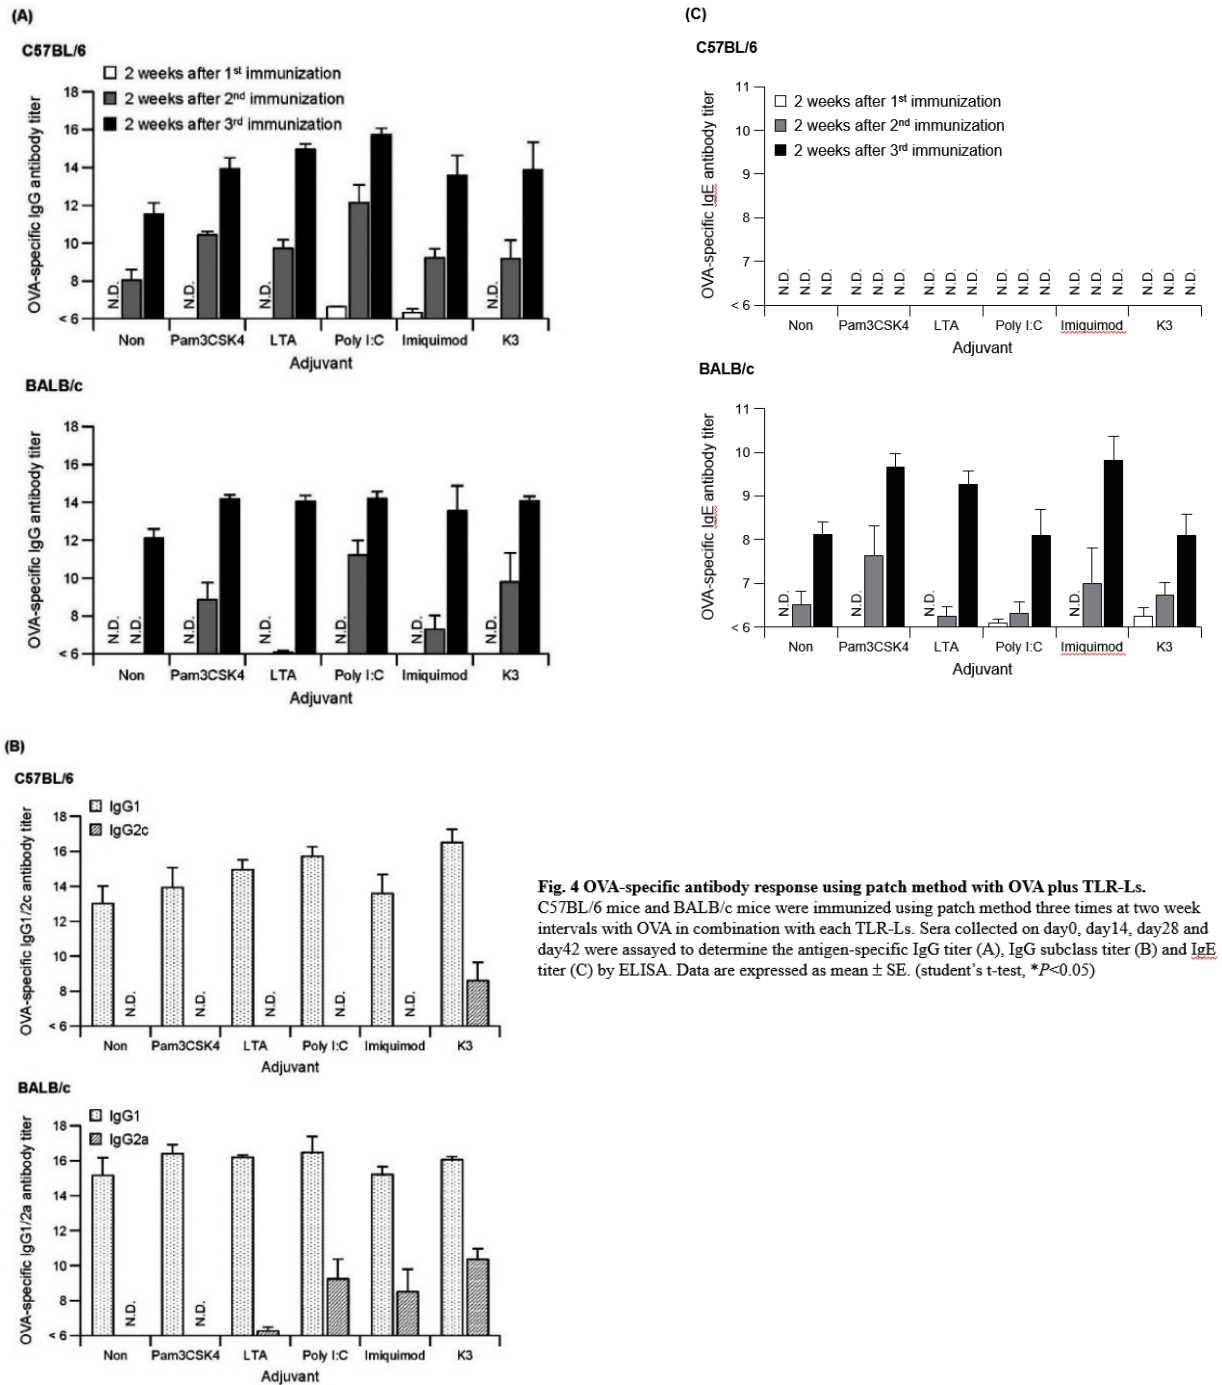 (A)
C57BL/6
2 weeks after 1st immunization
2 weeks after 2nd immunization
2 weeks after 3rd immunization
OVA-specific IgG antibody titer
18
16
14
12
10
8
< 6
N.D. N.D. N.D. N.D.
Non Pam3CSK4 LTA Poly I:C Imiquimod K3
Adjuvant
BALB/c
OVA-specific IgG antibody titer
18
16
14
12
10
8
< 6
N.D. N.D. N.D. N.D. N.D. N.D. N.D.
Non Pam3CSK4 LTA Poly I:C Imiquimod K3
Adjuvant
(C)
C57BL/6
2 weeks after 1st immunization
2 weeks after 2nd immunization
2 weeks after 3rd immunization
OVA-specific IgE antibody titer
11
10
9
8
7
< 6
N.D. N.D. N.D. N.D. N.D. N.D. N.D. N.D. N.D. N.D. N.D. N.D. N.D. N.D. N.D. N.D. N.D. N.D.
Non Pam3CSK4 LTA Poly I:C Imiquimod K3
Adjuvant
BALB/c
OVA-specific IgE antibody titer
11
10
9
8
7
< 6
N.D. N.D. N.D. N.D.
Non Pam3CSK4 LTA Poly I:C Imiquimod K3
Adjuvant
(B)
C57BL/6
IgG1
IgG2c
OVA-specific IgG1/2c antibody titer
18
16
14
12
10
8
< 6
N.D. N.D. N.D. N.D. N.D.
Non Pam3CSK4 LTA Poly I:C Imiquimod K3
Adjuvant
BALB/c
IgG1
IgG2a
OVA-specific IgG1/2a antibody titer
18
16
14
12
10
8
< 6
N.D. N.D.
Non Pam3CSK4 LTA Poly I:C Imiquimod K3
Adjuvant
Fig. 4 OVA-specific antibody response using patch method with OVA plus TLR-Ls.
C57BL/6 mice and BALB/c mice were immunized using patch method three times at two week
intervals with OVA in combination with each TLR-Ls. Sera collected on day0, day14, day28 and
day42 were assayed to determine the antigen-specific IgG titer (A), IgG subclass titer (B) and IgE
titer (C) by ELISA. Data are expressed as mean ± SE. (student's t-test, *P<0.05)